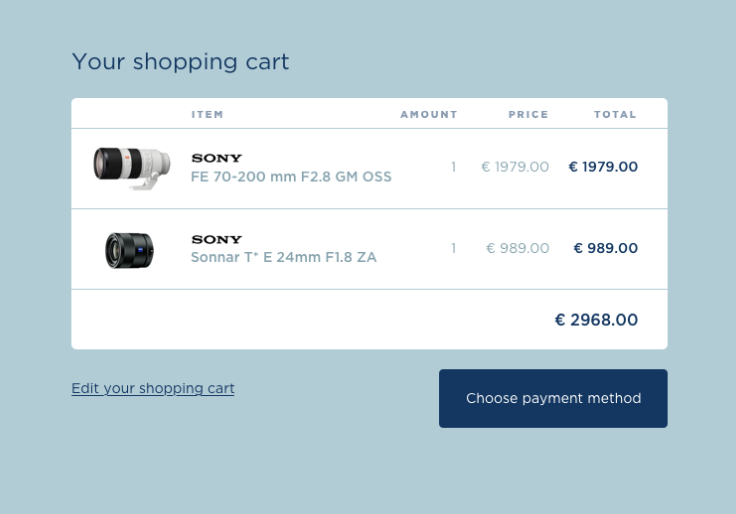 Your shopping cart
ITEM AMOUNT PRICE TOTAL
SONY
FE 70-200 mm F2.8 GM OSS 1 € 1979.00 € 1979.00
SONY
Sonnar T* E 24mm F1.8 ZA 1 € 989.00 € 989.00
€ 2968.00
Edit your shopping cart
Choose payment method